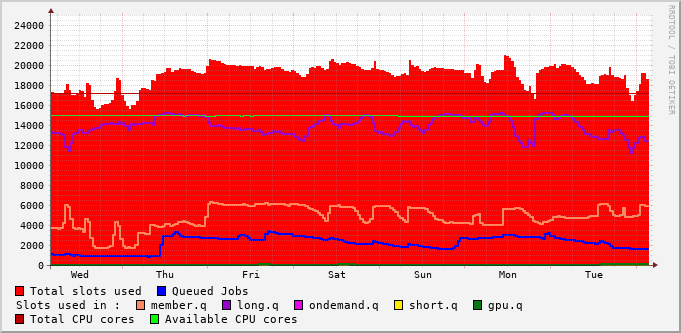 RRDTOOL / TOBI OETIKER
24000
22000
20000
18000
16000
14000
12000
10000
8000
6000
4000
2000
0
Wed Thu Fri Sat Sun Mon Tue
Total slots used Queued Jobs
Slots used in : member.q long.q ondemand.q short.q gpu.q
Total CPU cores Available CPU cores